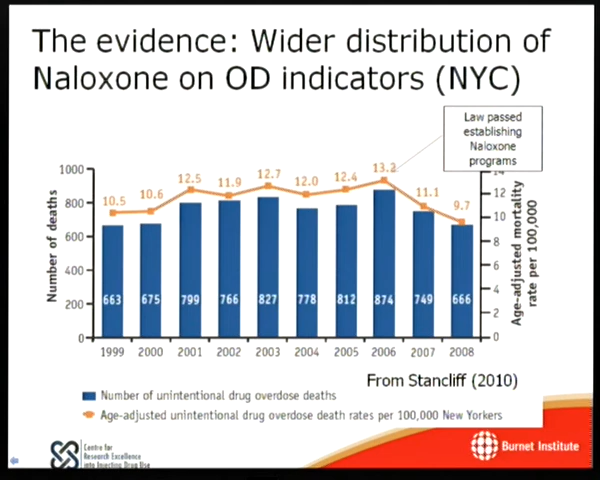 The evidence: Wider distribution of
Naloxone on OD indicators (NYC)
Law passed
establishing
Naloxone
programs
Number of deaths
1000
800
600
400
200
0
10.5 10.6 12.5 11.9 12.7 12.0 12.4 13.2 11.1 9.7
663 675 799 766 827 778 812 874 749 666
1999 2000 2001 2002 2003 2004 2005 2006 2007 2008
14
12
10
8
6
4
2
0
Age-adjusted mortality
rate per 100,000
From Stancliff (2010)
Number of unintentional drug overdose deaths
Age-adjusted unintentional drug overdose death rates per 100,000 New Yorkers
Centre for
Research Excellence
into Injecting Drug Use
Burnet Institute